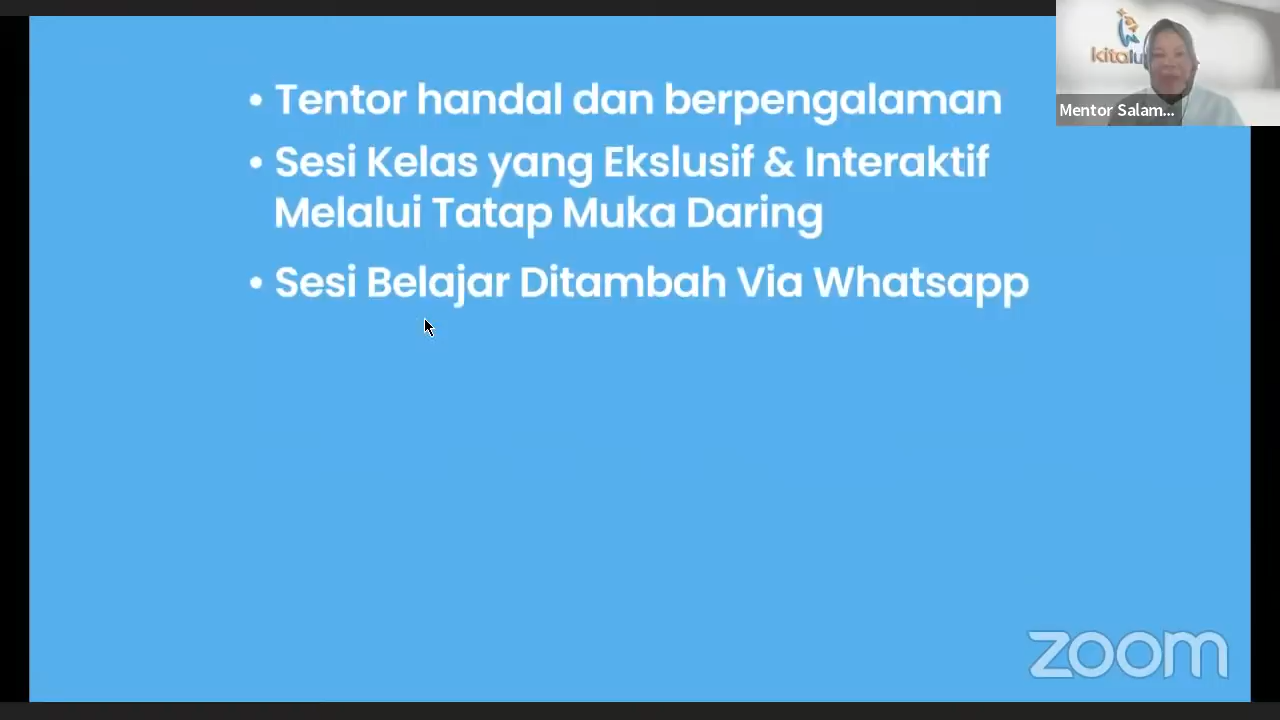 • Tentor handal dan berpengalaman
• Sesi Kelas yang Ekslusif & Interaktif
Melalui Tatap Muka Daring
• Sesi Belajar Ditambah Via Whatsapp
kitalu
Mentor Salam...
zoom